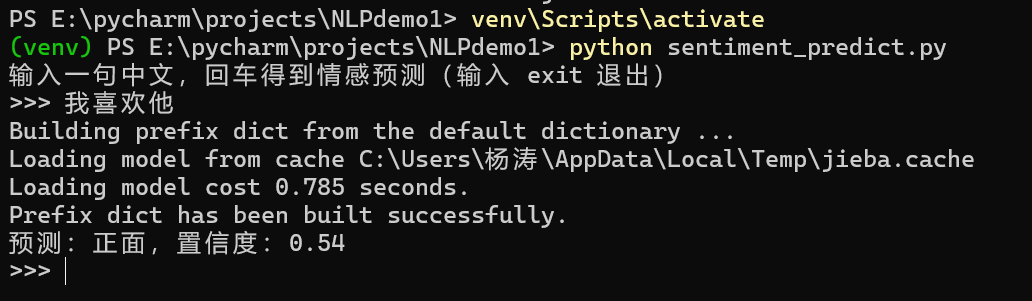 PS E:\pycharm\projects\NLPdemo1> venv\Scripts\activate
(venv) PS E:\pycharm\projects\NLPdemo1> python sentiment_predict.py
输入一句中文，回车得到情感预测（输入 exit 退出）
>>> 我喜欢他
Building prefix dict from the default dictionary ...
Loading model from cache C:\Users\杨涛\AppData\Local\Temp\jieba.cache
Loading model cost 0.785 seconds.
Prefix dict has been built successfully.
预测：正面，置信度：0.54
>>>